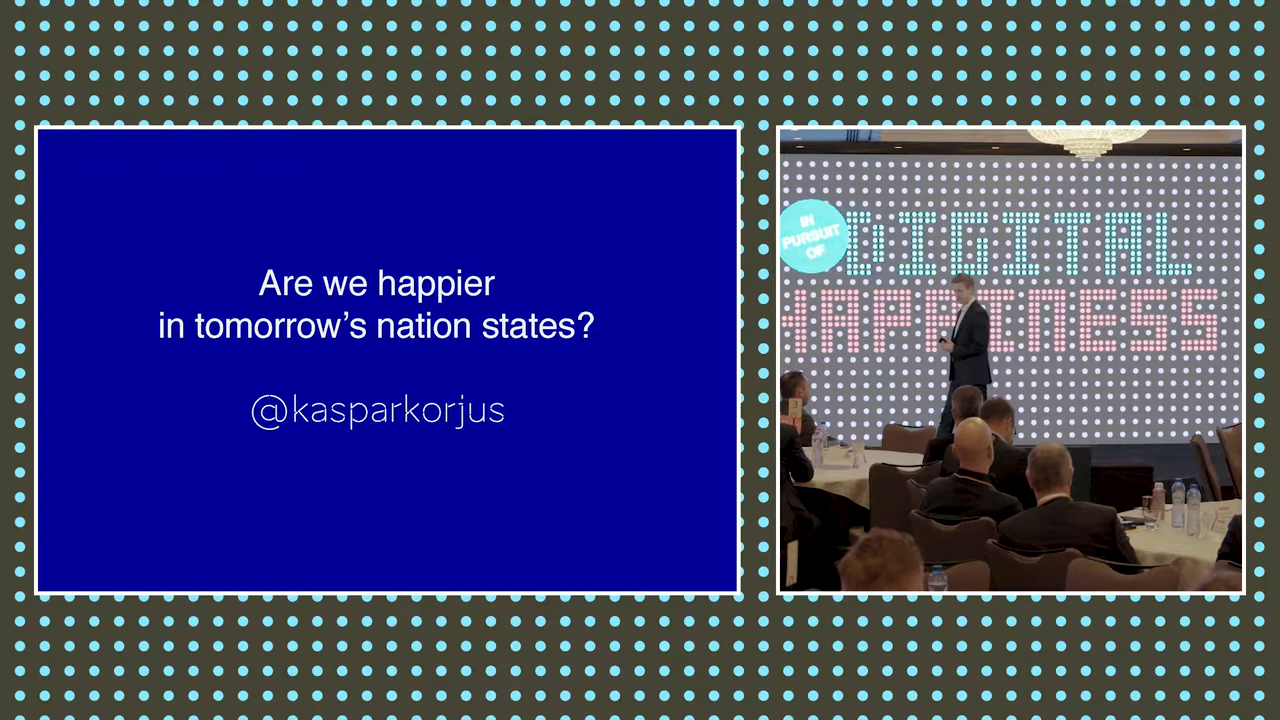 Are we happier
in tomorrow’s nation states?
@kasparkorjus
IN
PURSUIT
OF
DIGITAL
HAPPINESS